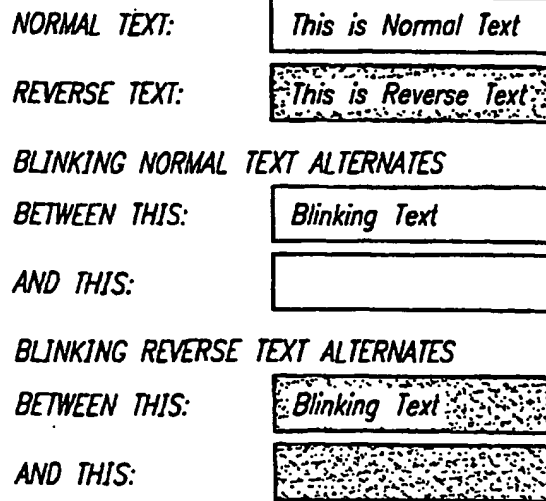 NORMAL TEXT: This is Normal Text
REVERSE TEXT: This is Reverse Text
BLINKING NORMAL TEXT ALTERNATES
BETWEEN THIS: Blinking Text
AND THIS:
BLINKING REVERSE TEXT ALTERNATES
BETWEEN THIS: Blinking Text
AND THIS: